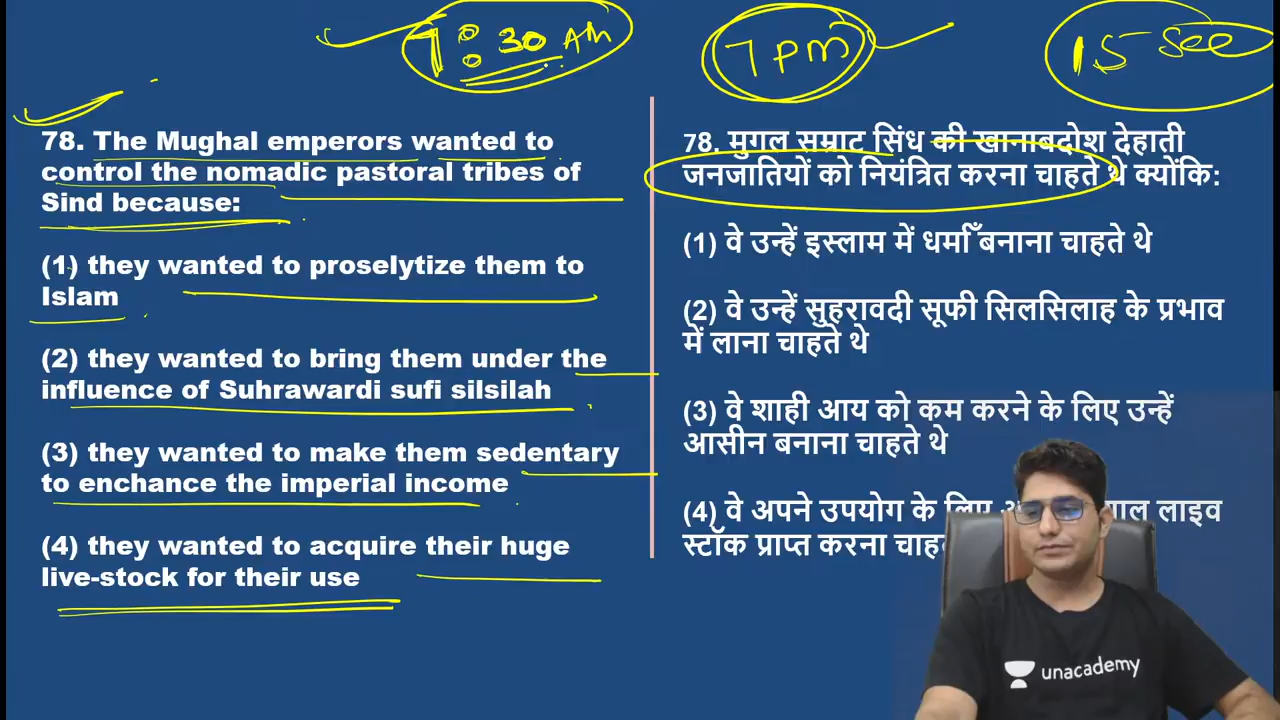 1:30 Am
7 pm
15 See
78. The Mughal emperors wanted to
control the nomadic pastoral tribes of
Sind because:
(1) they wanted to proselytize them to
Islam
(2) they wanted to bring them under the
influence of Suhrawardi sufi silsilah
(3) they wanted to make them sedentary
to enchance the imperial income
(4) they wanted to acquire their huge
live-stock for their use
78. मुगल सम्राट सिंध की खानाबदोश देहाती
जनजातियों को नियंत्रित करना चाहते थे क्योंकि:
(1) वे उन्हें इस्लाम में धर्मांँ बनाना चाहते थे
(2) वे उन्हें सुहरावदी सूफी सिलसिलाह के प्रभाव
में लाना चाहते थे
(3) वे शाही आय को कम करने के लिए उन्हें
आसीन बनाना चाहते थे
(4) वे अपने उपयोग के लिए लाइव
स्टॉक प्राप्त करना
unacademy